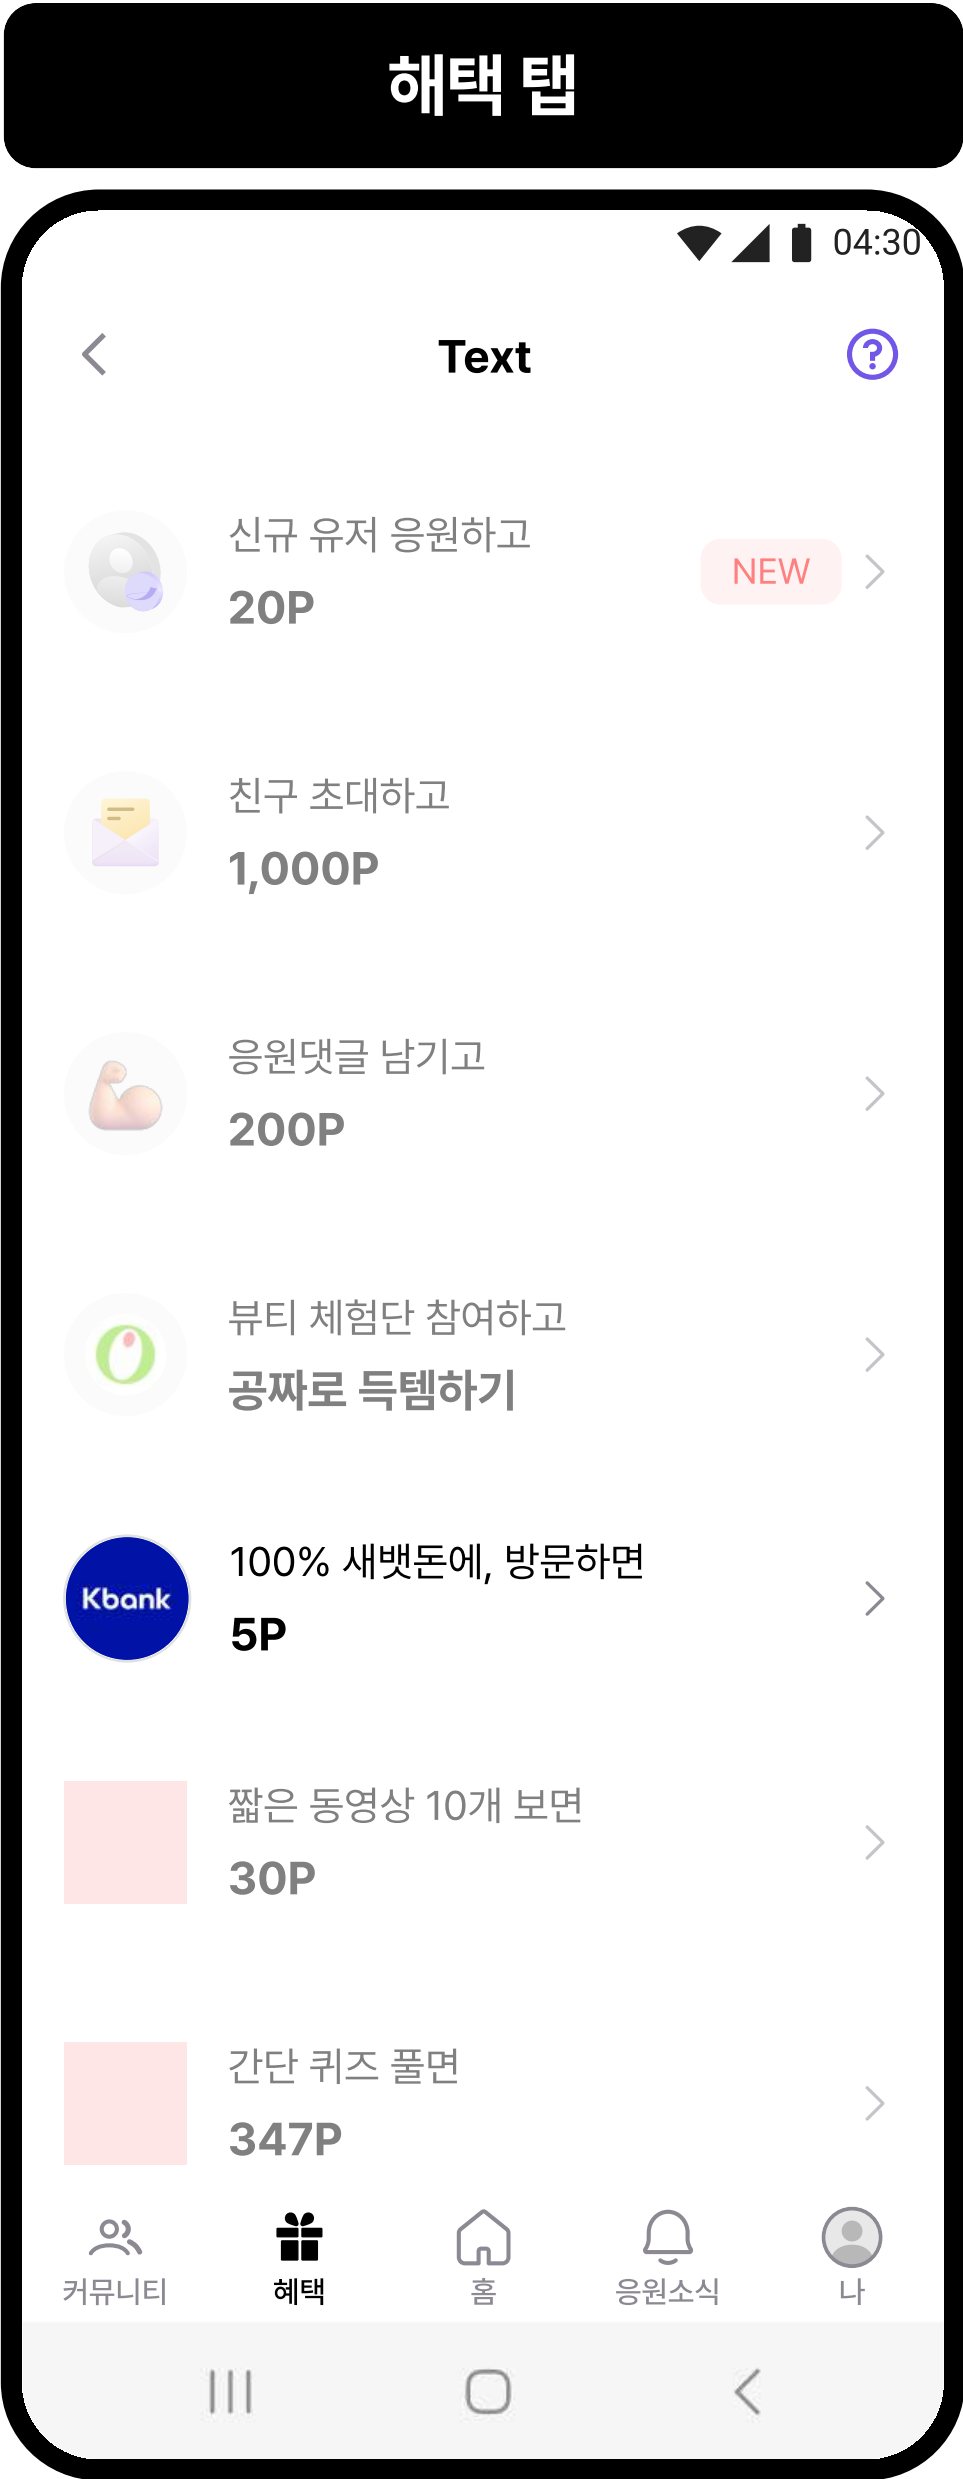 해택 탭
04:30
Text
신규 유저 응원하고
20P
NEW
친구 초대하고
1,000P
응원댓글 남기고
200P
뷰티 체험단 참여하고
공짜로 득템하기
Kbank
100% 새뱃돈에, 방문하면
5P
짧은 동영상 10개 보면
30P
간단 퀴즈 풀면
347P
커뮤니티
혜택
홈
응원소식
나